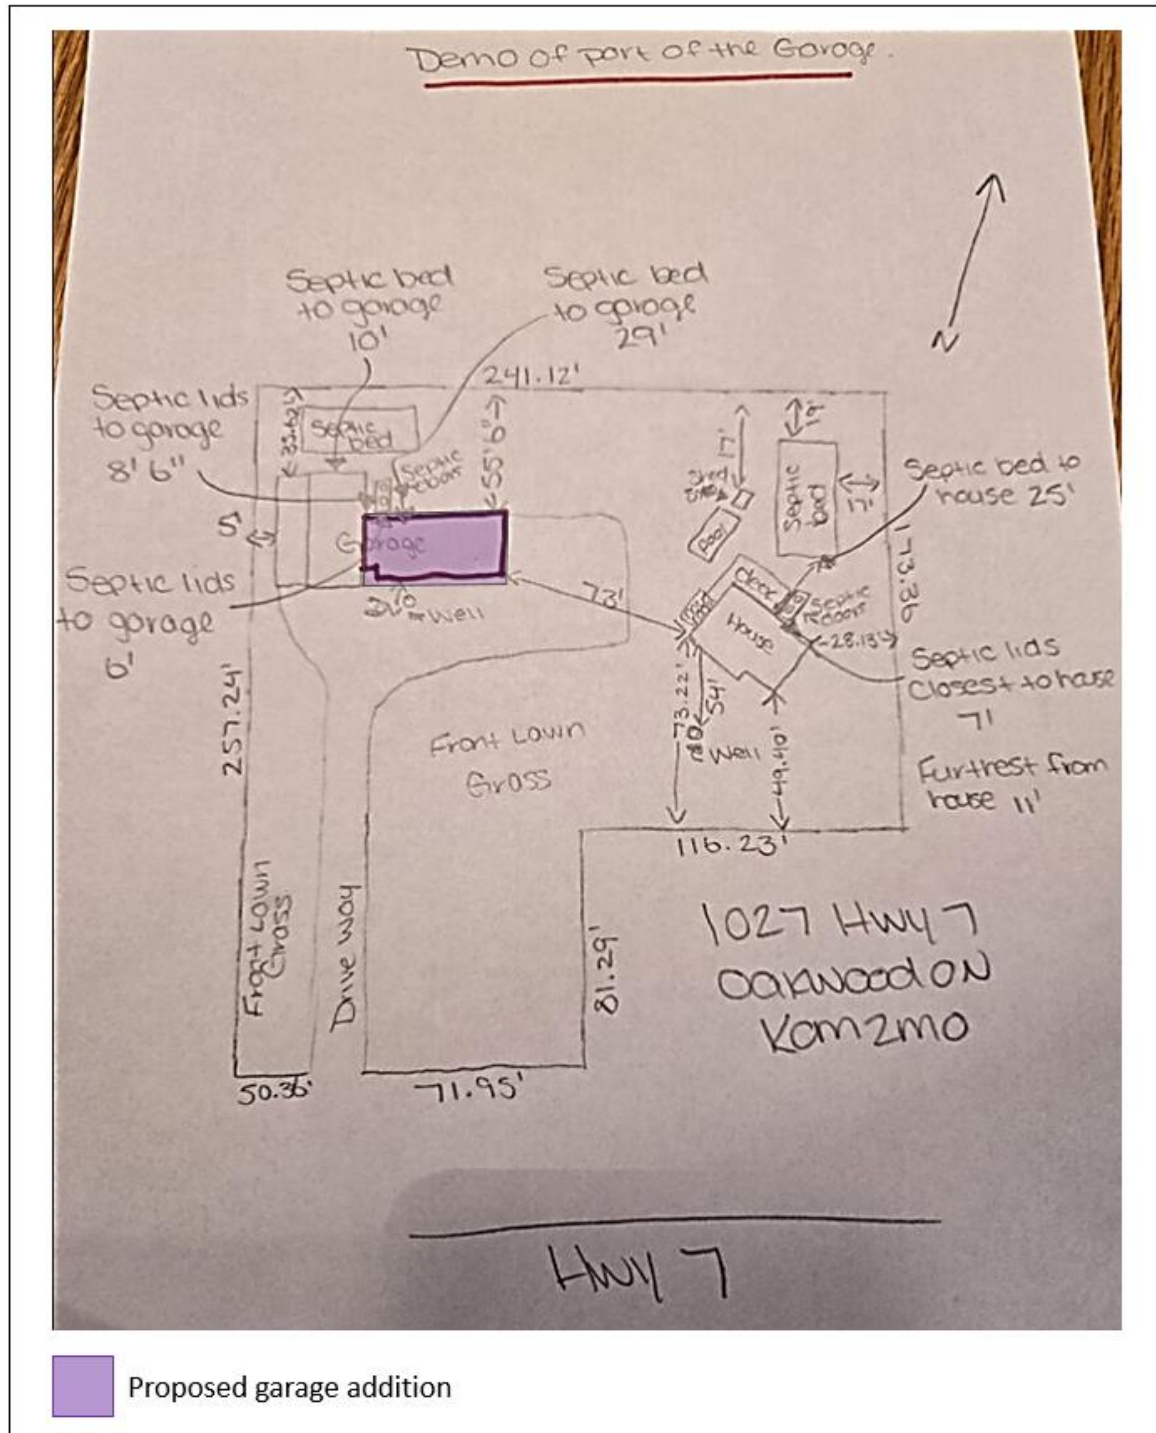 Demo of part of the Garage.
N
Septic bed
to garage
10'
Septic bed
to garage
29'
241.12'
Septic lids
to garage
8' 6"
Septic
bed
Septic
55'6"
17'
Shed
pool
Septic
bed
19'
17'
Septic bed to
house 25'
173.36
5'
Garage
Septic lids
to garage
6'
Well
73'
deck
House
Septic
28.13'
Septic lids
Closest to house
7'
Furtrest from
house 11'
257.24'
73.22'
54'
Well
49.40'
Front Lawn
Grass
116.23'
Front Lawn
Grass
Drive way
81.29'
1027 HWY 7
Oakwood ON
K0M2M0
50.36'
71.95'
HWY 7
Proposed garage addition